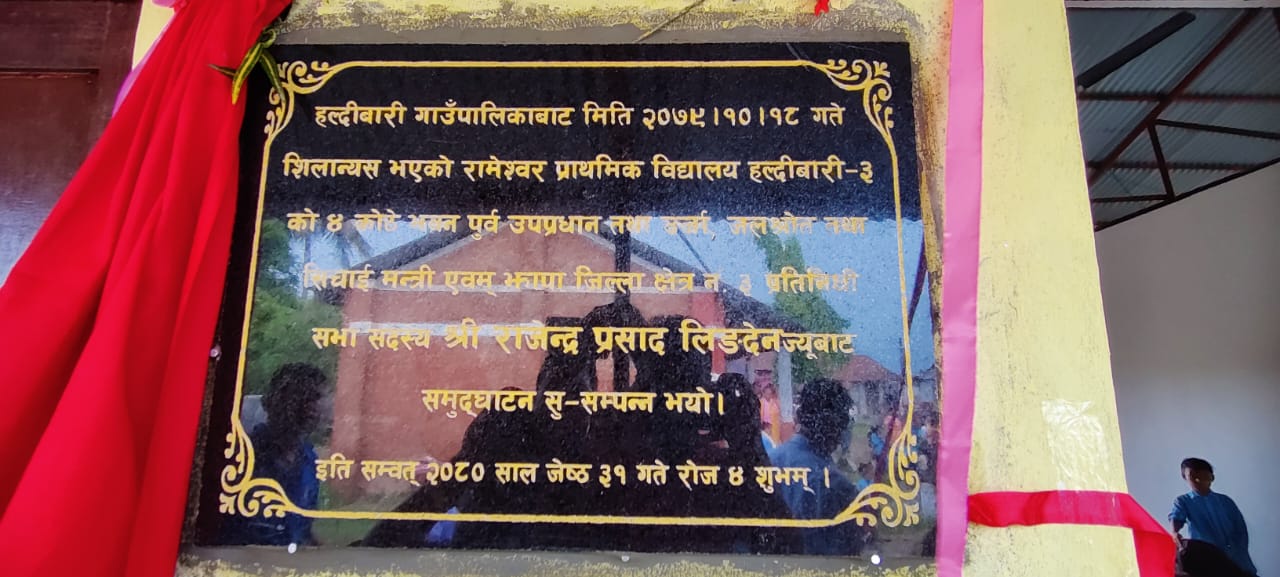 हल्दीबारी गाउँपालिकाबाट मिति २०७९।१०।१८ गते
शिलान्यस भएको रामेश्वर प्राथमिक विद्यालय हल्दीबारी-३
को ४ कोठे भवन पुर्व उपप्रधान तथा उर्जा, जलश्रोत तथा
सिचाई मन्त्री एवम् झापा जिल्ला क्षेत्र न. ३ प्रतिनिधी
सभा सदस्य श्री राजेन्द्र प्रसाद लिङदेनज्यूबाट
समुद्घाटन सु-सम्पन्न भयो।
इति सम्वत् २०८० साल जेष्ठ ३१ गते रोज ४ शुभम् ।